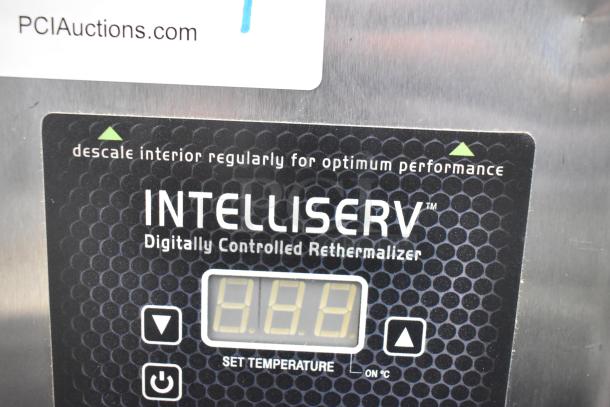 PCIAuctions.com
descale interior regularly for optimum performance
INTELLISERV™
Digitally Controlled Rethermalizer
SET TEMPERATURE
ON °C